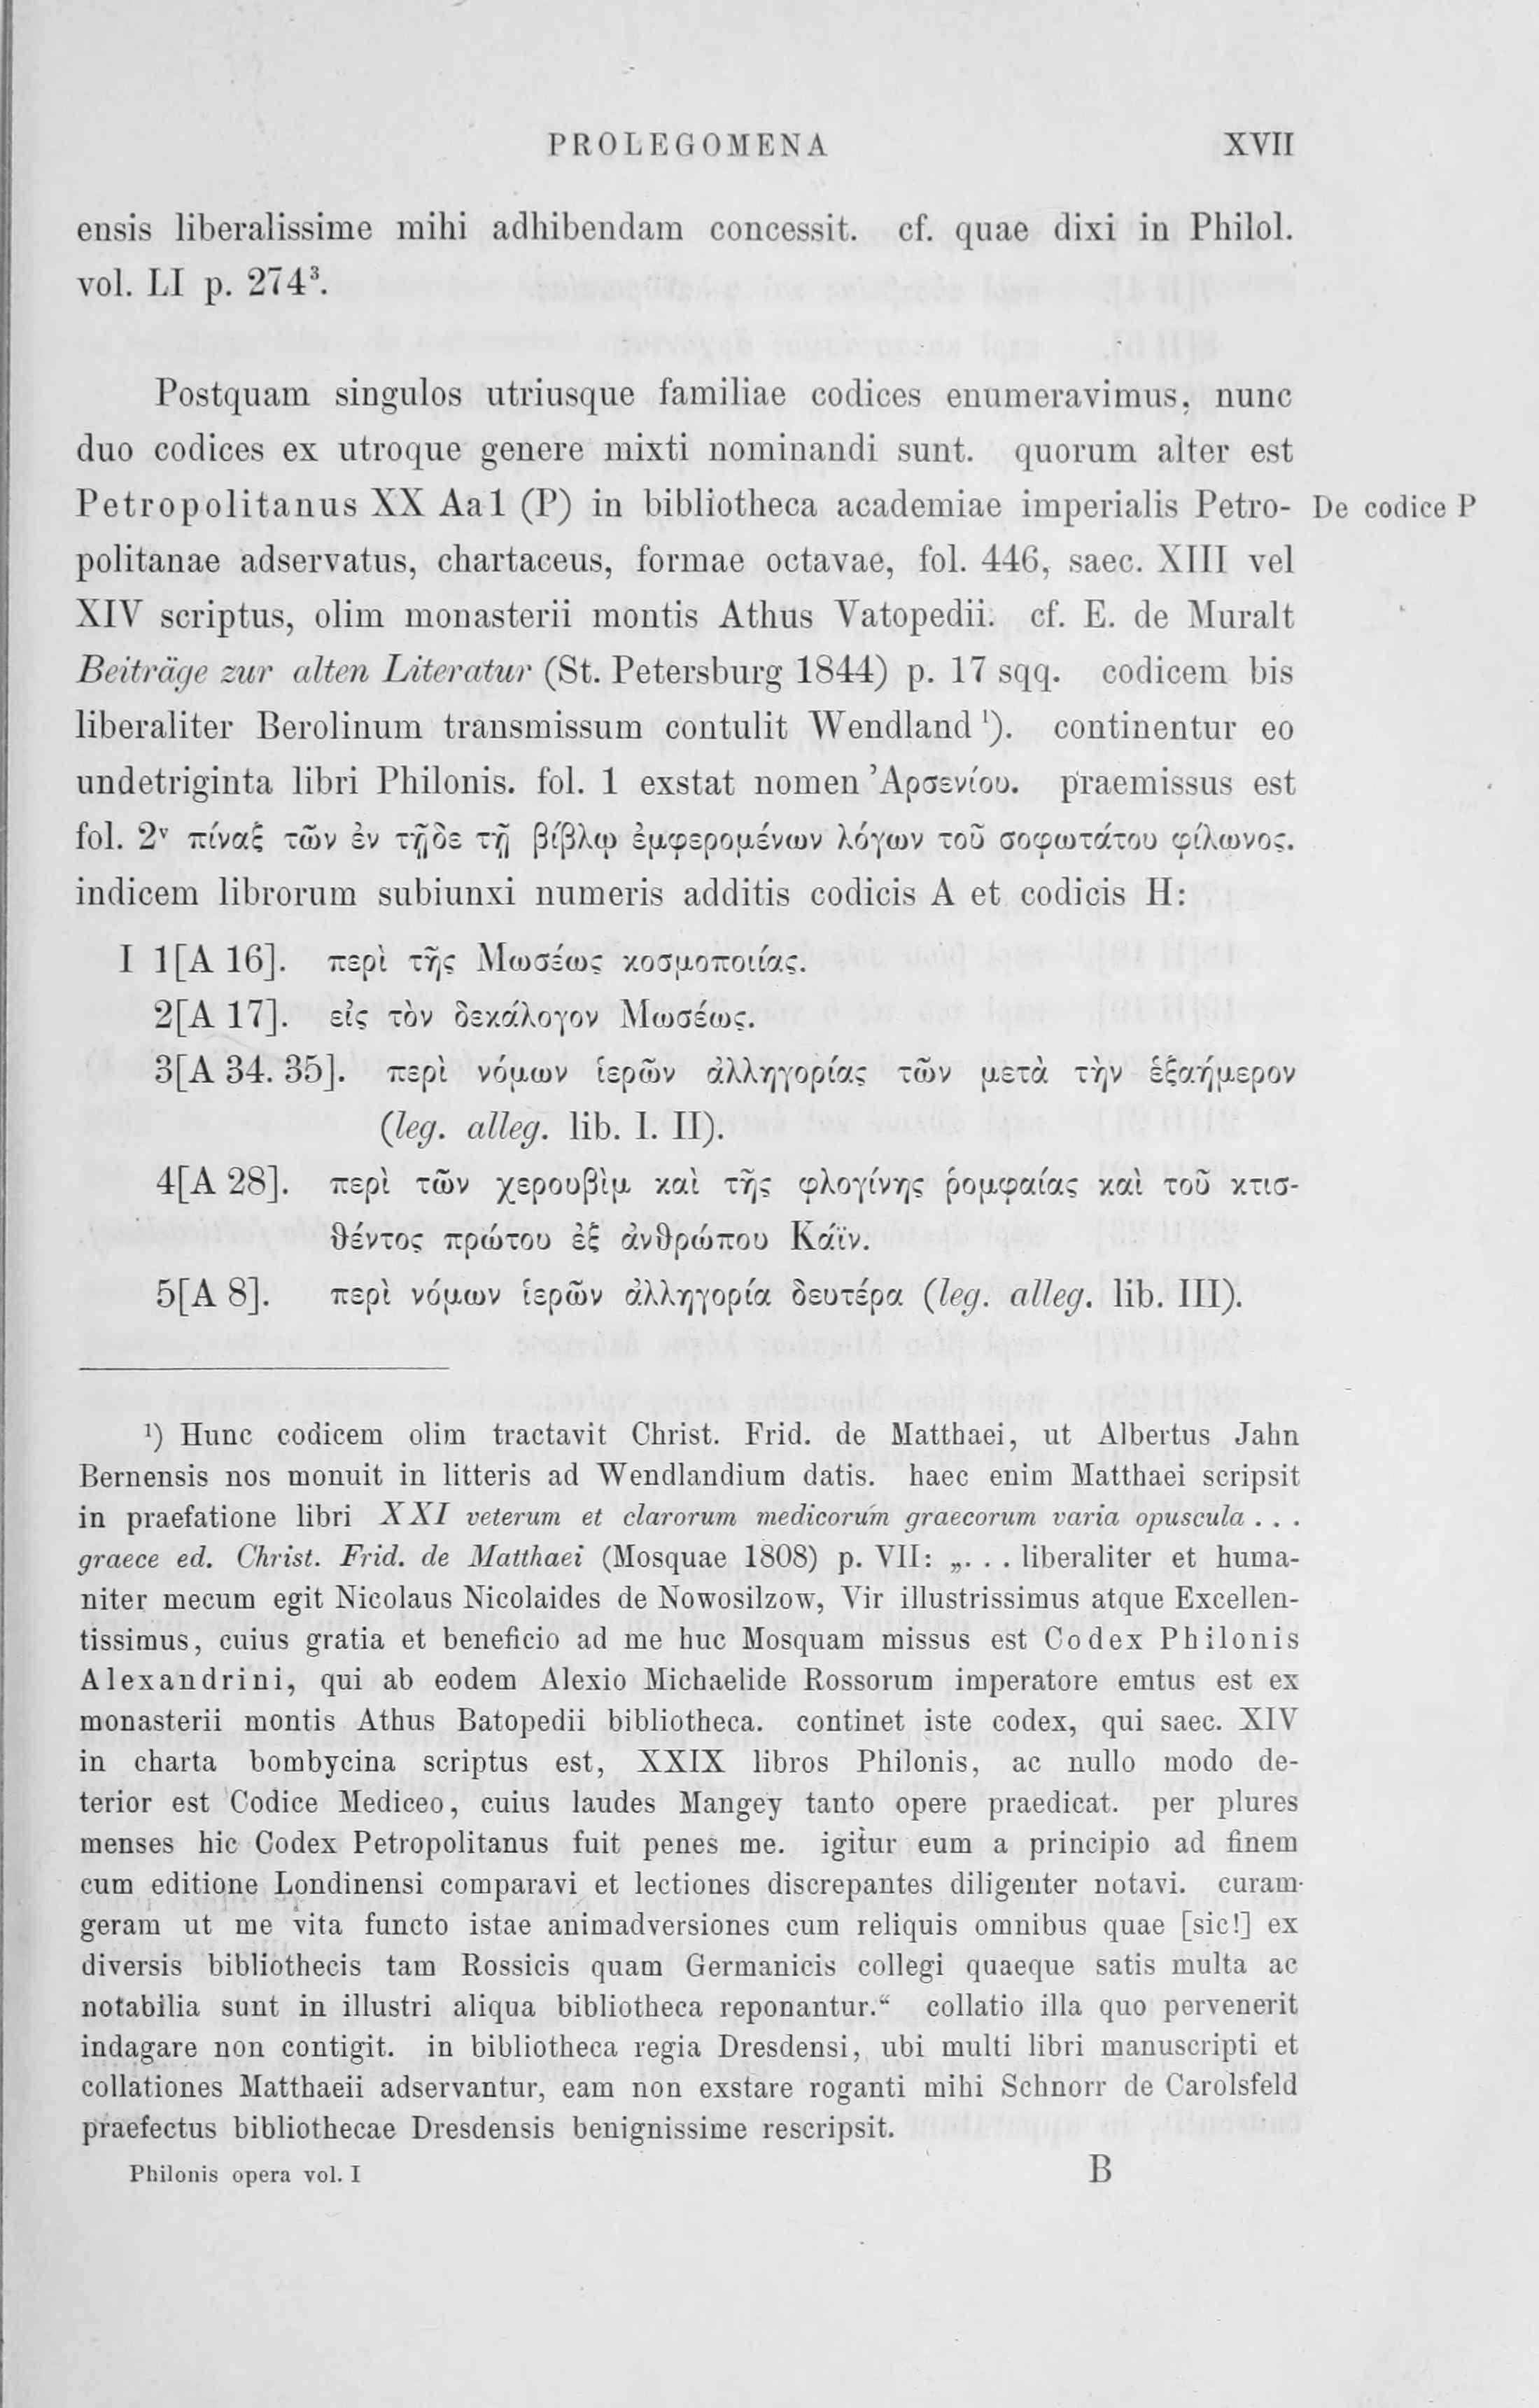 PROLEGOMENA XVII
ensis liberalissime mihi adhibendam concessit. cf. quae dixi in Philol.
vol. LI p. 274³.
Postquam singulos utriusque familiae codices enumeravimus, nunc
duo codices ex utroque genere mixti nominandi sunt. quorum alter est
Petropolitanus XX Aa1 (P) in bibliotheca academiae imperialis Petro- De codice P
politanae adservatus, chartaceus, formae octavae, fol. 446, saec. XIII vel
XIV scriptus, olim monasterii montis Athus Vatopedii. cf. E. de Muralt
Beiträge zur alten Literatur (St. Petersburg 1844) p. 17 sqq. codicem bis
liberaliter Berolinum transmissum contulit Wendland ¹). continentur eo
undetriginta libri Philonis. fol. 1 exstat nomen Ἀρσενίου. praemissus est
fol. 2ᵛ πίναξ τῶν ἐν τῇδε τῇ βίβλῳ ἐμφερομένων λόγων τοῦ σοφωτάτου φίλωνος.
indicem librorum subiunxi numeris additis codicis A et codicis H:
I 1[A 16]. περὶ τῆς Μωσέως κοσμοποιίας.
2[A 17]. εἰς τὸν δεκάλογον Μωσέως.
3[A 34. 35]. περὶ νόμων ἱερῶν ἀλληγορίας τῶν μετὰ τὴν ἑξαήμερον
(leg. alleg. lib. I. II).
4[A 28]. περὶ τῶν χερουβὶμ καὶ τῆς φλογίνης ῥομφαίας καὶ τοῦ κτισ-
θέντος πρώτου ἐξ ἀνθρώπου Κάϊν.
5[A 8]. περὶ νόμων ἱερῶν ἀλληγορία δευτέρα (leg. alleg. lib. III).
¹) Hunc codicem olim tractavit Christ. Frid. de Matthaei, ut Albertus Jahn
Bernensis nos monuit in litteris ad Wendlandium datis. haec enim Matthaei scripsit
in praefatione libri XXI veterum et clarorum medicorum graecorum varia opuscula . . .
graece ed. Christ. Frid. de Matthaei (Mosquae 1808) p. VII: „. . . liberaliter et huma-
niter mecum egit Nicolaus Nicolaides de Nowosilzow, Vir illustrissimus atque Excellen-
tissimus, cuius gratia et beneficio ad me huc Mosquam missus est Codex Philonis
Alexandrini, qui ab eodem Alexio Michaelide Rossorum imperatore emtus est ex
monasterii montis Athus Batopedii bibliotheca. continet iste codex, qui saec. XIV
in charta bombycina scriptus est, XXIX libros Philonis, ac nullo modo de-
terior est Codice Mediceo, cuius laudes Mangey tanto opere praedicat. per plures
menses hic Codex Petropolitanus fuit penes me. igitur eum a principio ad finem
cum editione Londinensi comparavi et lectiones discrepantes diligenter notavi. curam
geram ut me vita functo istae animadversiones cum reliquis omnibus quae [sic!] ex
diversis bibliothecis tam Rossicis quam Germanicis collegi quaeque satis multa ac
notabilia sunt in illustri aliqua bibliotheca reponantur.“ collatio illa quo pervenerit
indagare non contigit. in bibliotheca regia Dresdensi, ubi multi libri manuscripti et
collationes Matthaeii adservantur, eam non exstare roganti mihi Schnorr de Carolsfeld
praefectus bibliothecae Dresdensis benignissime rescripsit.
Philonis opera vol. I B